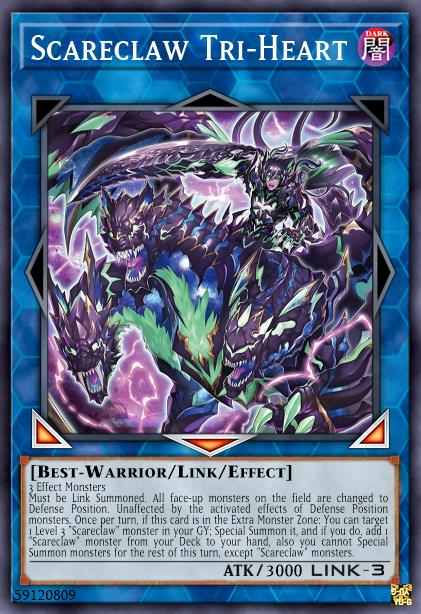 Scareclaw Tri-Heart
DARK
闇
[Best-Warrior/Link/Effect]
3 Effect Monsters
Must be Link Summoned. All face-up monsters on the field are changed to
Defense Position. Unaffected by the activated effects of Defense Position
monsters. Once per turn, if this card is in the Extra Monster Zone: You can target
1 Level 3 "Scareclaw" monster in your GY; Special Summon it, and if you do, add 1
"Scareclaw" monster from your Deck to your hand, also you cannot Special
Summon monsters for the rest of this turn, except "Scareclaw" monsters.
ATK/3000 LINK-3
59120809